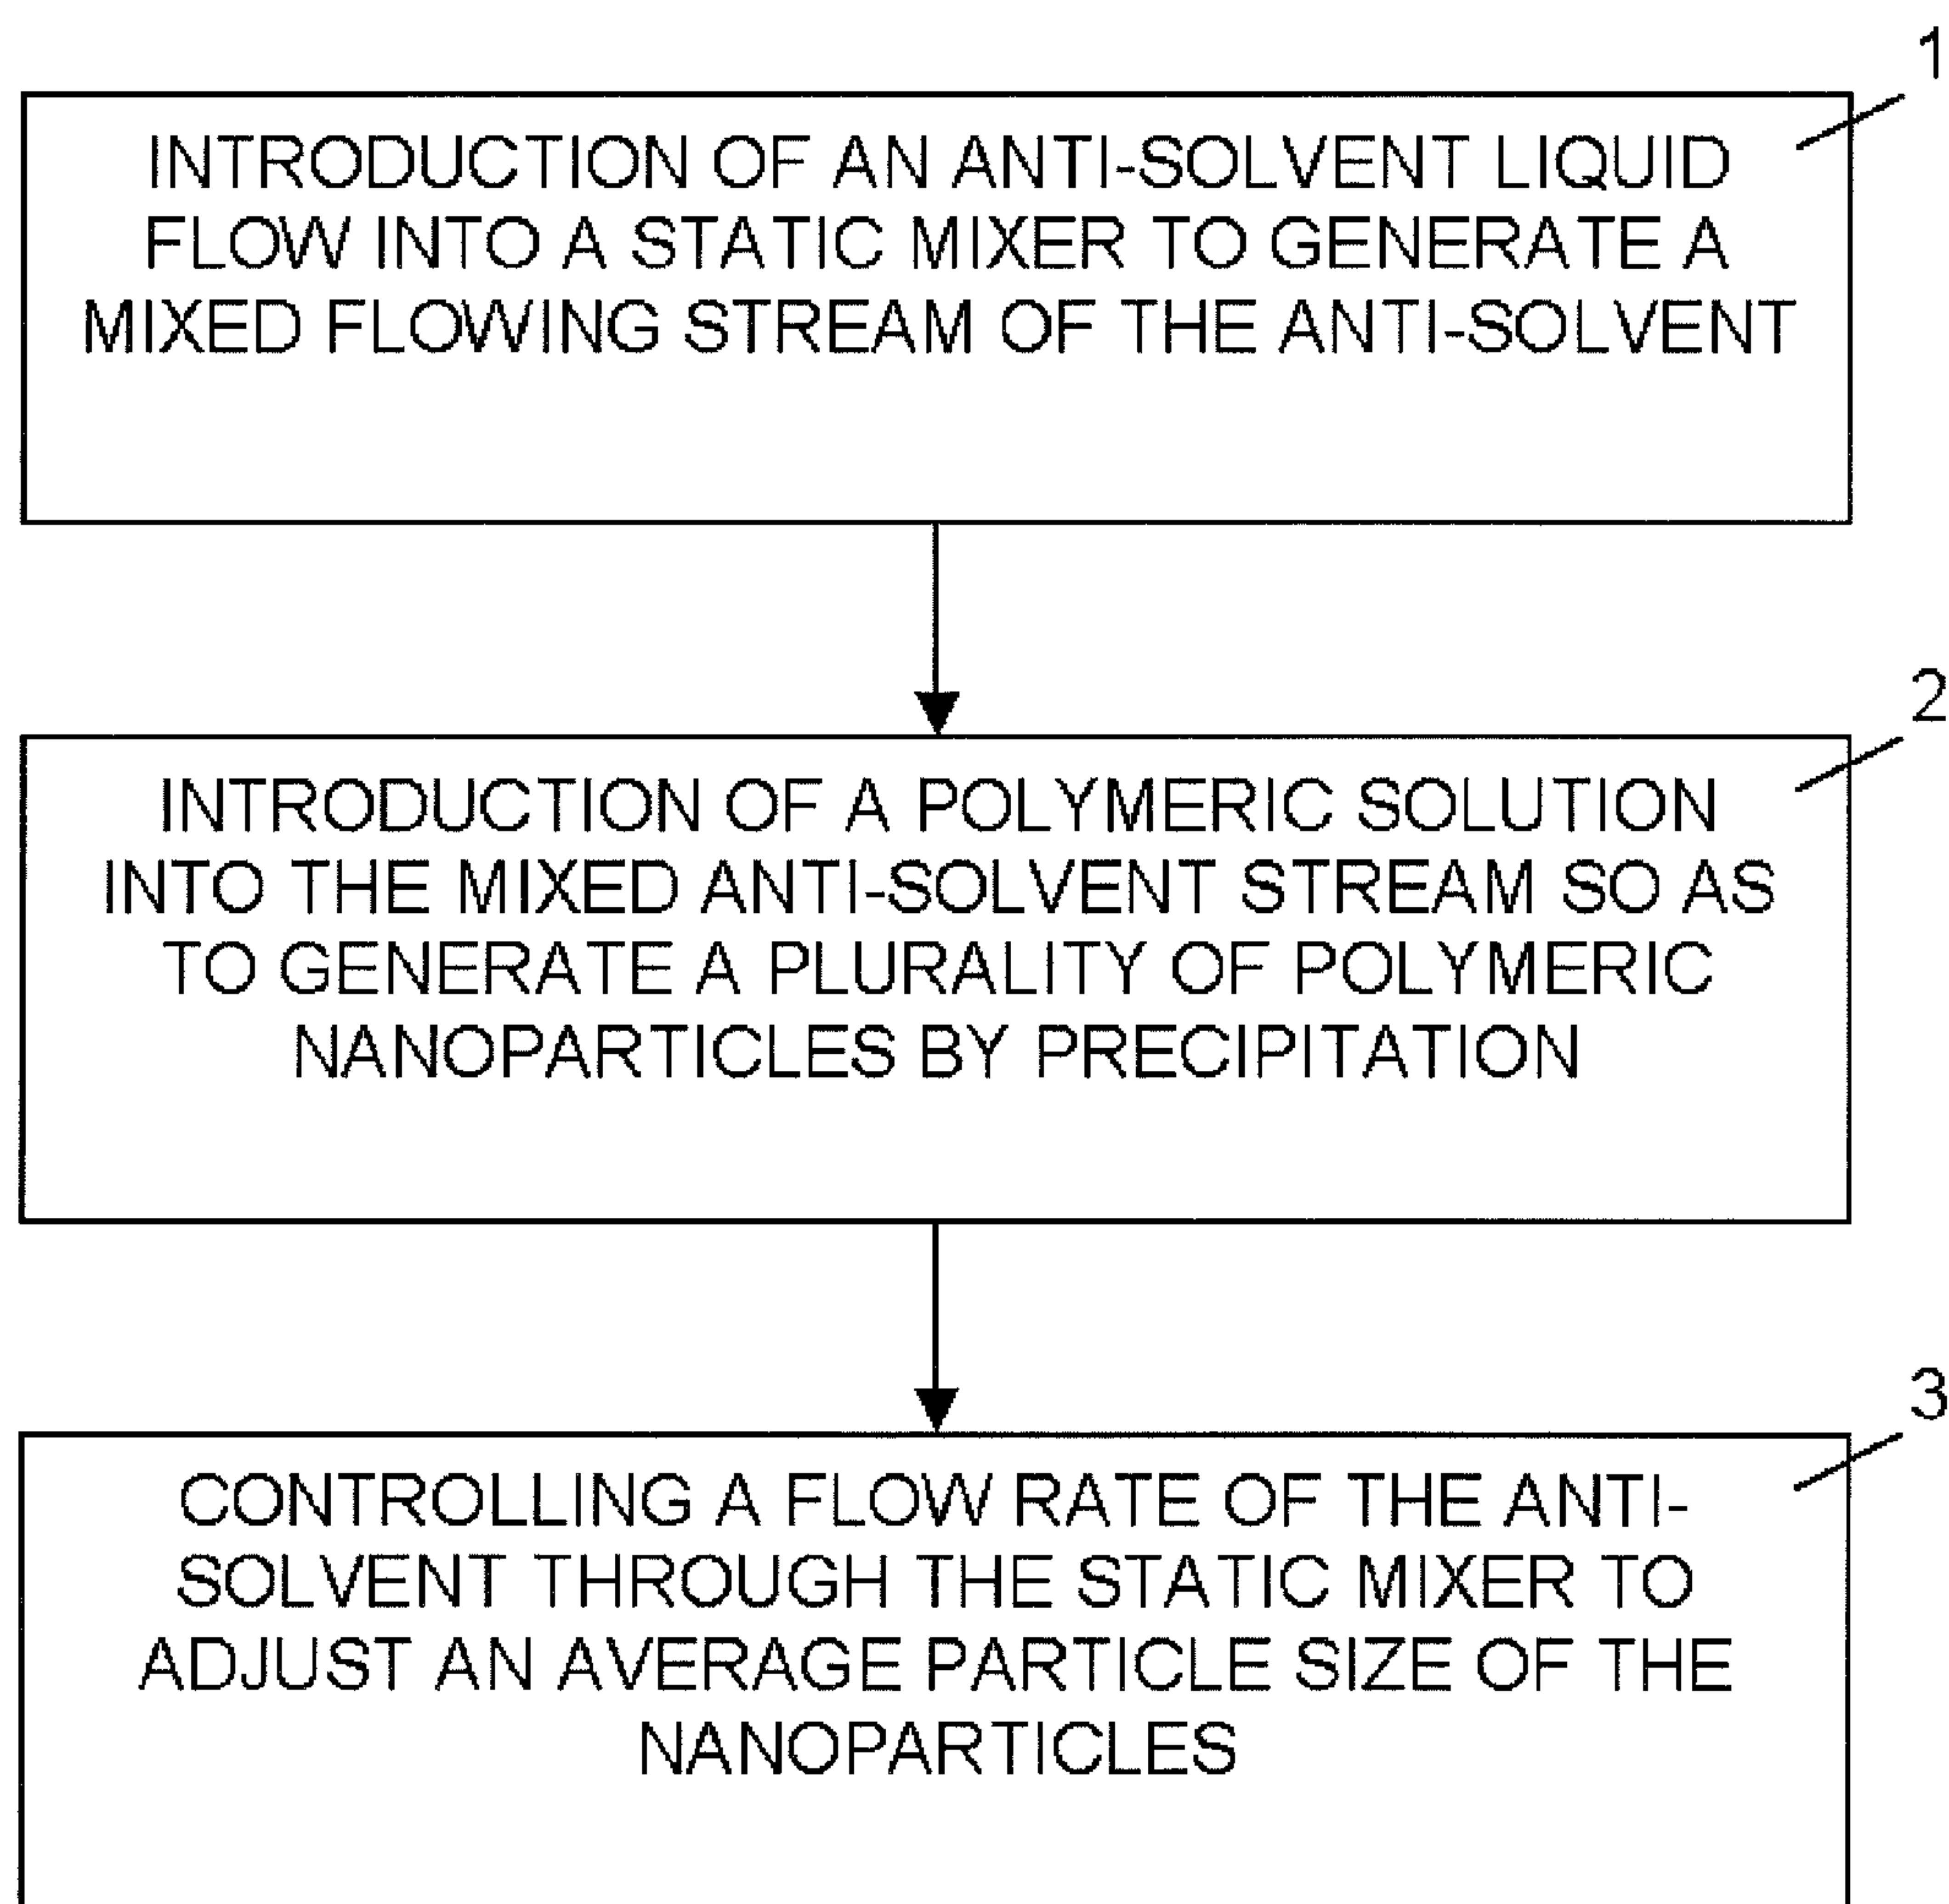 1
INTRODUCTION OF AN ANTI-SOLVENT LIQUID
FLOW INTO A STATIC MIXER TO GENERATE A
MIXED FLOWING STREAM OF THE ANTI-SOLVENT
2
INTRODUCTION OF A POLYMERIC SOLUTION
INTO THE MIXED ANTI-SOLVENT STREAM SO AS
TO GENERATE A PLURALITY OF POLYMERIC
NANOPARTICLES BY PRECIPITATION
3
CONTROLLING A FLOW RATE OF THE ANTI-
SOLVENT THROUGH THE STATIC MIXER TO
ADJUST AN AVERAGE PARTICLE SIZE OF THE
NANOPARTICLES